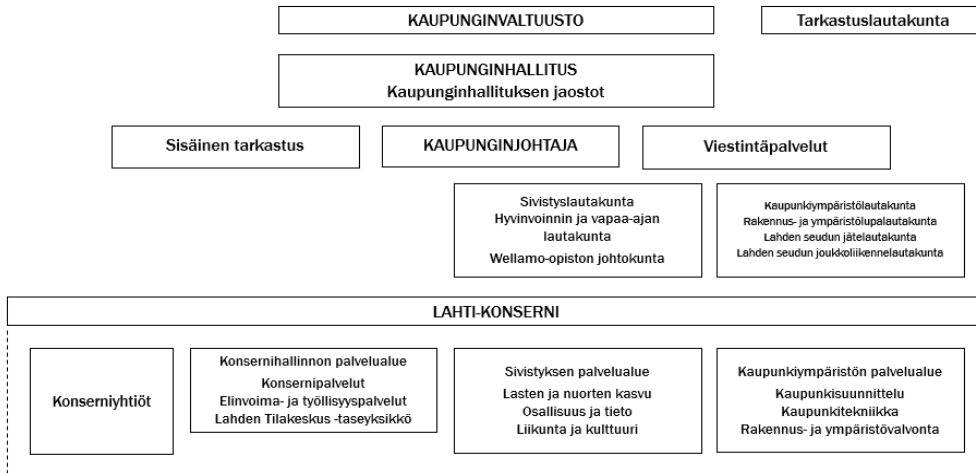 KAUPUNGINVALTUUSTO
Tarkastuslautakunta
KAUPUNGINHALLITUS
Kaupunginhallituksen jaostot
Sisäinen tarkastus
KAUPUNGINJOHTAJA
Viestintäpalvelut
Sivistyslautakunta
Hyvinvoinnin ja vapaa-ajan
lautakunta
Wellamo-opiston johtokunta
Kaupunkiympäristölautakunta
Rakennus- ja ympäristölupalautakunta
Lahden seudun jätelautakunta
Lahden seudun joukkoliikennelautakunta
LAHTI-KONSERNI
Konserniyhtiöt
Konsernihallinnon palvelualue
Konsernipalvelut
Elinvoima- ja työllisyyspalvelut
Lahden Tilakeskus -taseyksikkö
Sivistyksen palvelualue
Lasten ja nuorten kasvu
Osallisuus ja tieto
Liikunta ja kulttuuri
Kaupunkiympäristön palvelualue
Kaupunkisuunnittelu
Kaupunkitekniikka
Rakennus- ja ympäristövalvonta